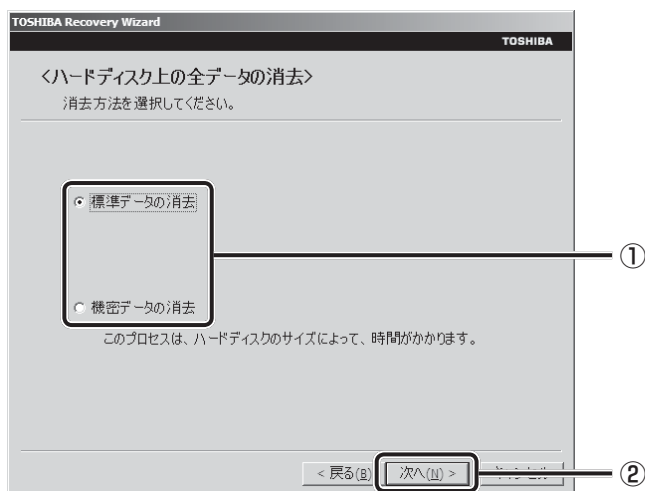 TOSHIBA Recovery Wizard
TOSHIBA
<ハードディスク上の全データの消去>
消去方法を選択してください。
標準データの消去
①
機密データの消去
このプロセスは、ハードディスクのサイズによって、時間がかかります。
< 戻る(B) 次へ(N) >
②